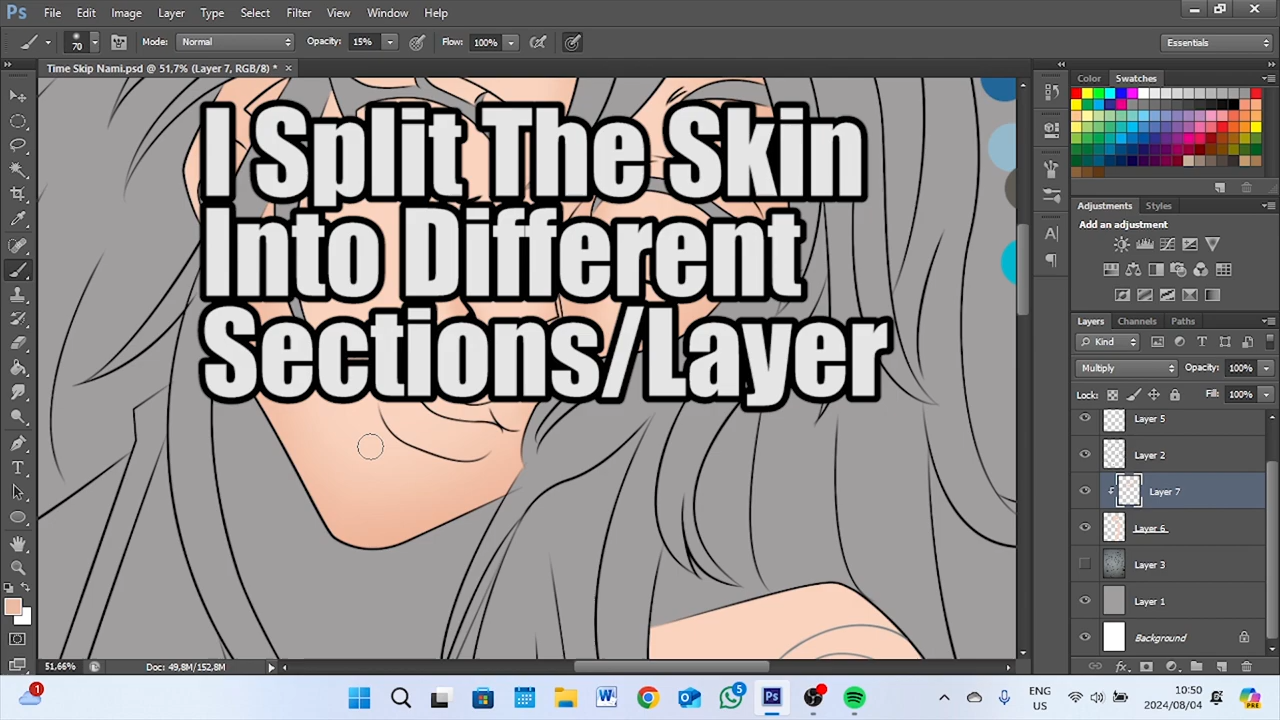 Ps File Edit Image Layer Type Select Filter View Window Help
70 Mode: Normal Opacity: 15% Flow: 100% Essentials
Time Skip Nami.psd @ 51,7% (Layer 7, RGB/8) * ×
Color Swatches
I Split The Skin
Into Different
Sections/Layer
Adjustments Styles
Add an adjustment
Layers Channels Paths
Kind
Multiply Opacity: 100%
Lock: Fill: 100%
Layer 5
Layer 2
Layer 7
Layer 6
Layer 3
Layer 1
Background
51,66% Doc: 49,8M/152,8M
1 5 ENG US 10:50 2024/08/04 PRE